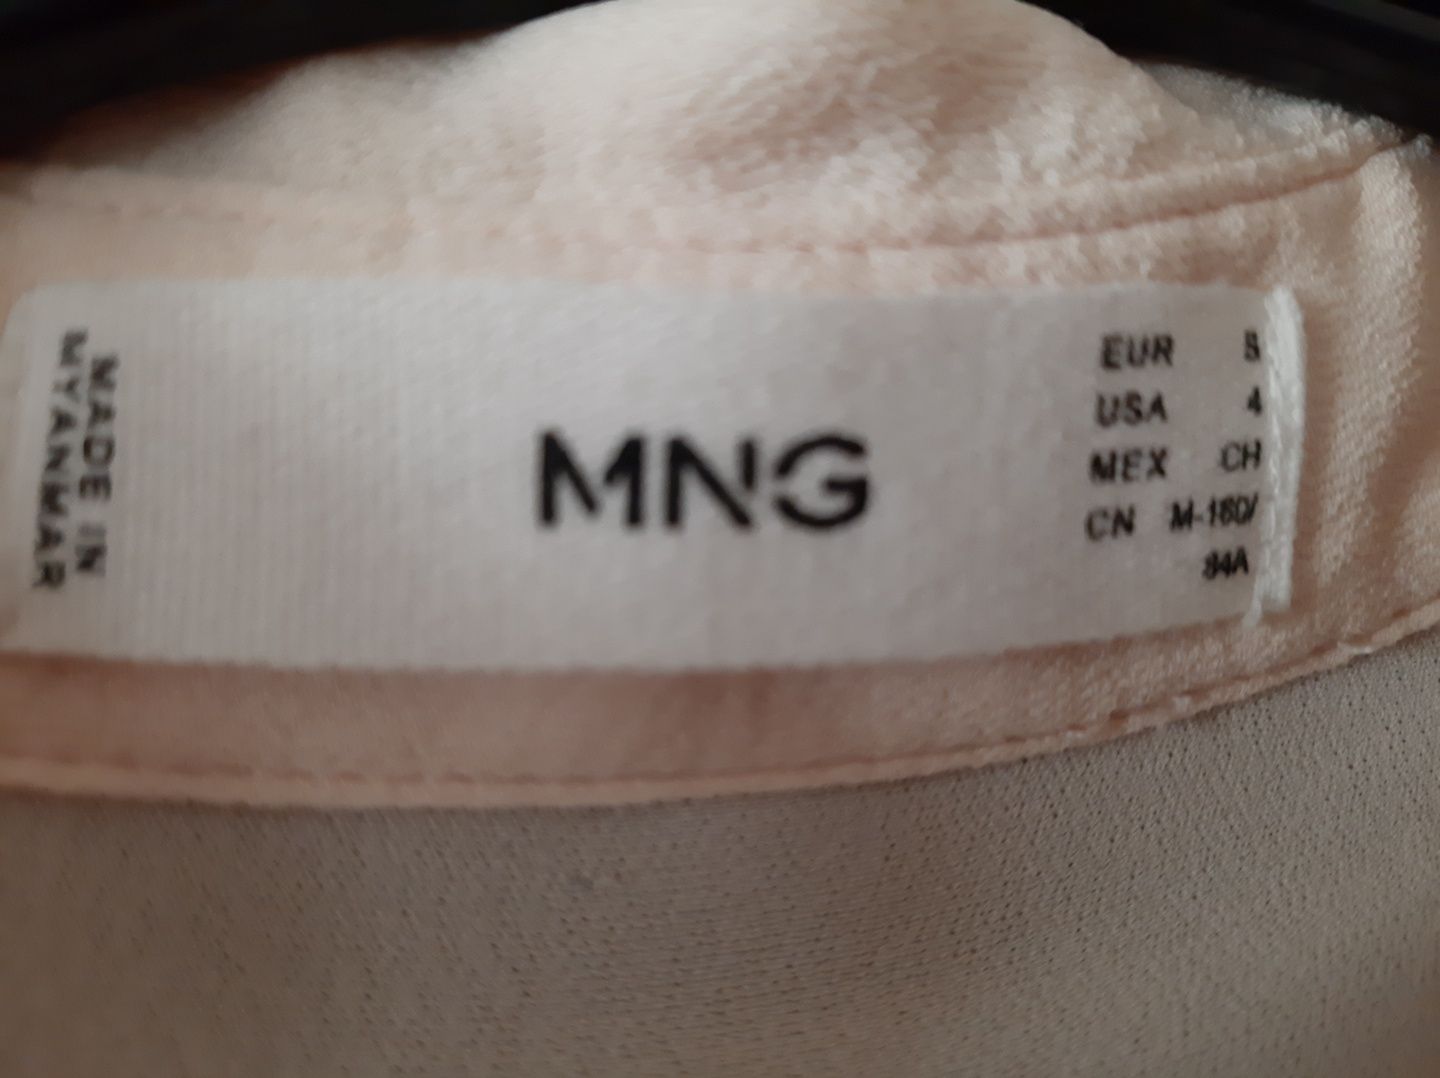 MADE IN
MYANMAR
MNG
EUR S
USA 4
MEX CH
CN M-160/
84A